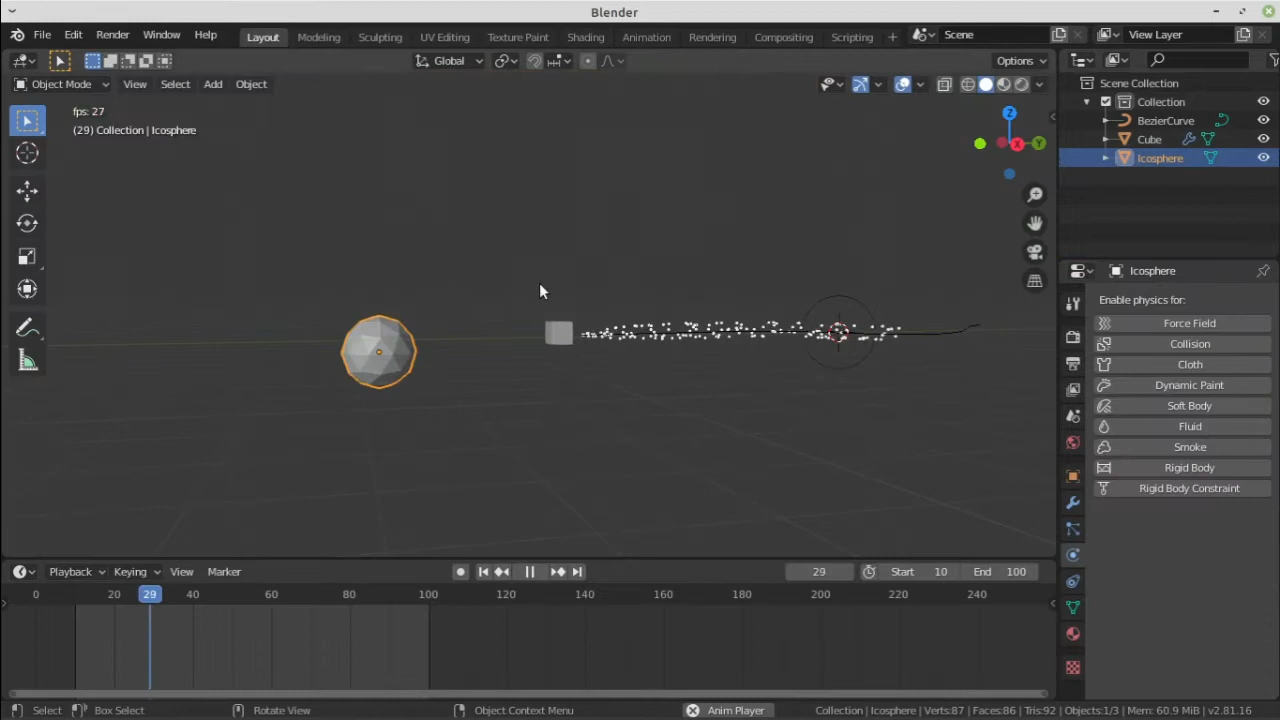 Blender
File Edit Render Window Help Layout Modeling Sculpting UV Editing Texture Paint Shading Animation Rendering Compositing Scripting + Scene View Layer
Global Options
Object Mode View Select Add Object
fps: 27
(29) Collection | Icosphere
Z
X
Y
Scene Collection
Collection
BezierCurve
Cube
Icosphere
Icosphere
Enable physics for:
Force Field
Collision
Cloth
Dynamic Paint
Soft Body
Fluid
Smoke
Rigid Body
Rigid Body Constraint
Playback Keying View Marker 29 Start 10 End 100
0 20 29 40 60 80 100 120 140 160 180 200 220 240
Select Box Select Rotate View Object Context Menu Anim Player Collection | Icosphere | Verts:87 | Faces:86 | Tris:92 | Objects:1/3 | Mem: 60.9 MiB | v2.81.16